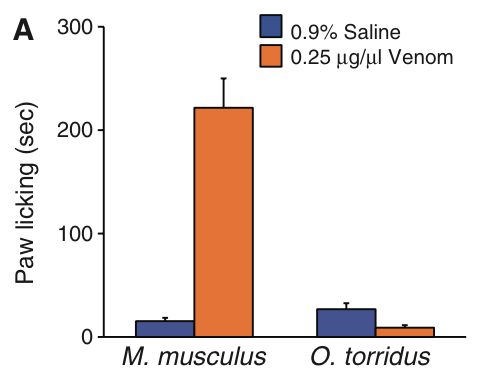 A
0.9% Saline
0.25 μg/μl Venom
Paw licking (sec)
300
200
100
0
M. musculus
O. torridus